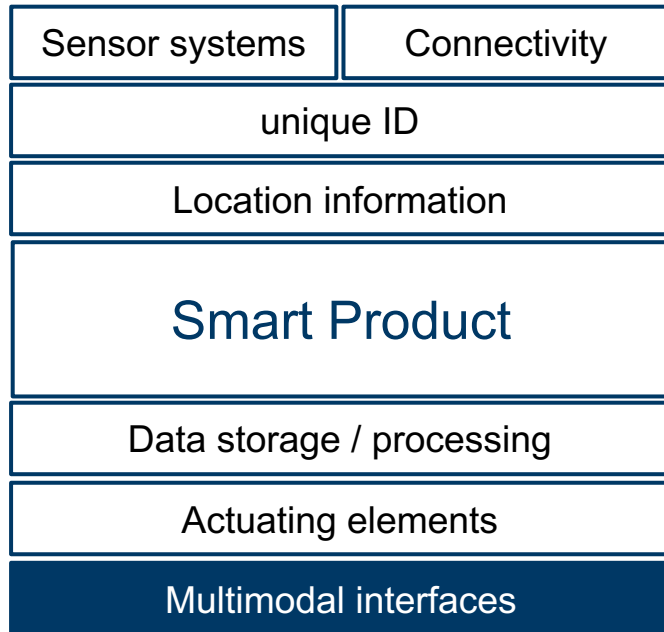 Sensor systems
Connectivity
unique ID
Location information
Smart Product
Data storage / processing
Actuating elements
Multimodal interfaces